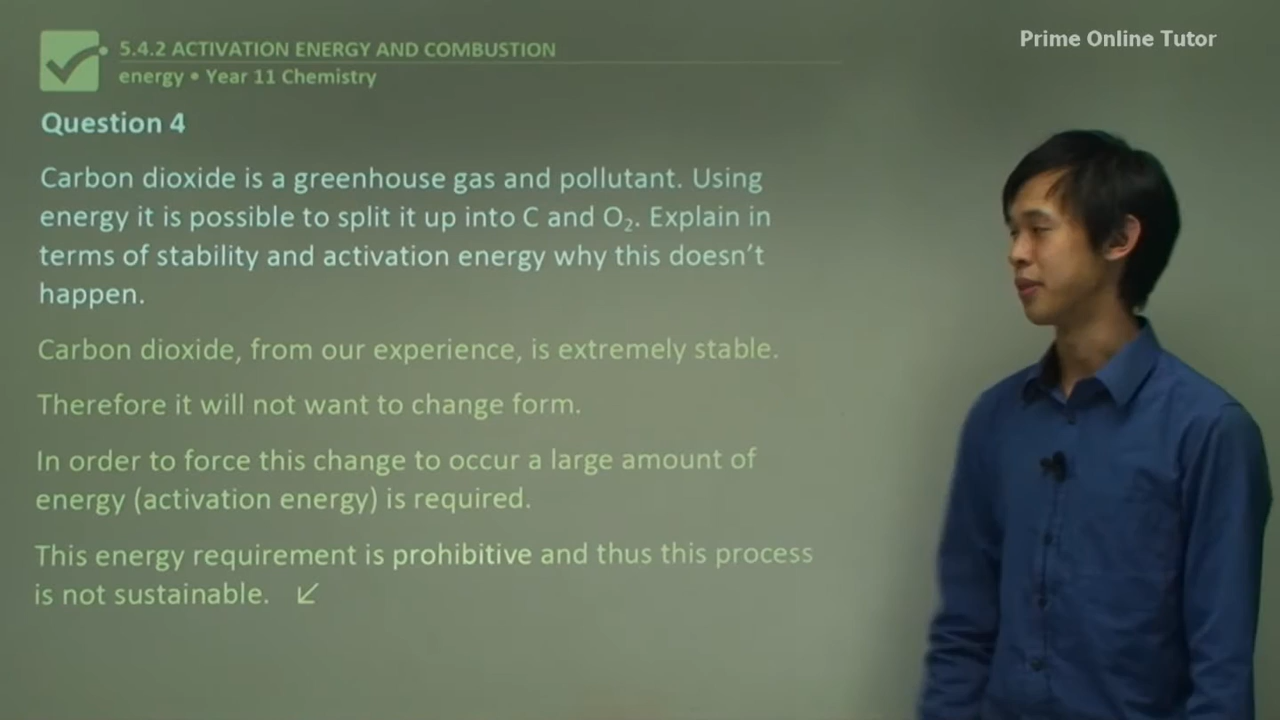 5.4.2 ACTIVATION ENERGY AND COMBUSTION
energy • Year 11 Chemistry
Prime Online Tutor
Question 4
Carbon dioxide is a greenhouse gas and pollutant. Using
energy it is possible to split it up into C and O₂. Explain in
terms of stability and activation energy why this doesn't
happen.
Carbon dioxide, from our experience, is extremely stable.
Therefore it will not want to change form.
In order to force this change to occur a large amount of
energy (activation energy) is required.
This energy requirement is prohibitive and thus this process
is not sustainable.